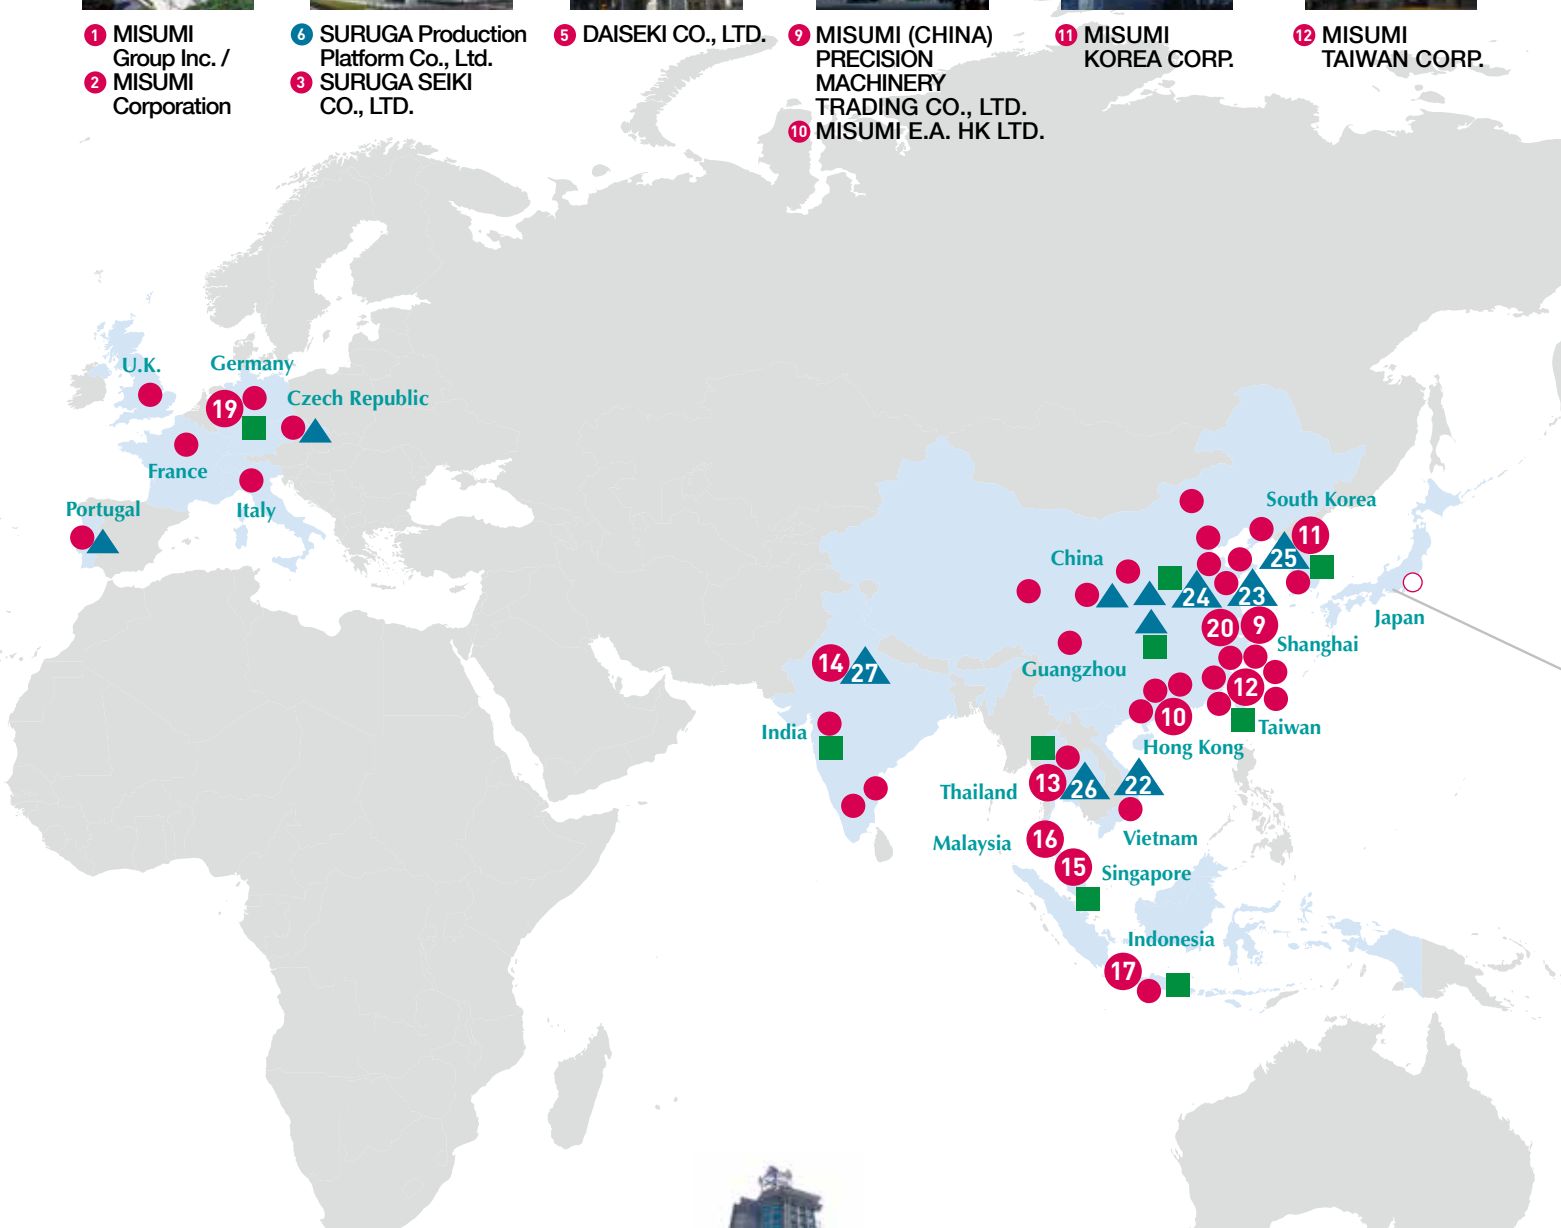 1 MISUMI
Group Inc. /
2 MISUMI
Corporation
6 SURUGA Production
Platform Co., Ltd.
3 SURUGA SEIKI
CO., LTD.
5 DAISEKI CO., LTD.
9 MISUMI (CHINA)
PRECISION
MACHINERY
TRADING CO., LTD.
10 MISUMI E.A. HK LTD.
11 MISUMI
KOREA CORP.
12 MISUMI
TAIWAN CORP.
U.K.
Germany
19
Czech Republic
France
Portugal
Italy
South Korea
11
25
China
24
23
Japan
20
9
Shanghai
Guangzhou
14
27
12
10
Taiwan
India
Hong Kong
Thailand
13
26
22
Malaysia
16
Vietnam
15
Singapore
Indonesia
17